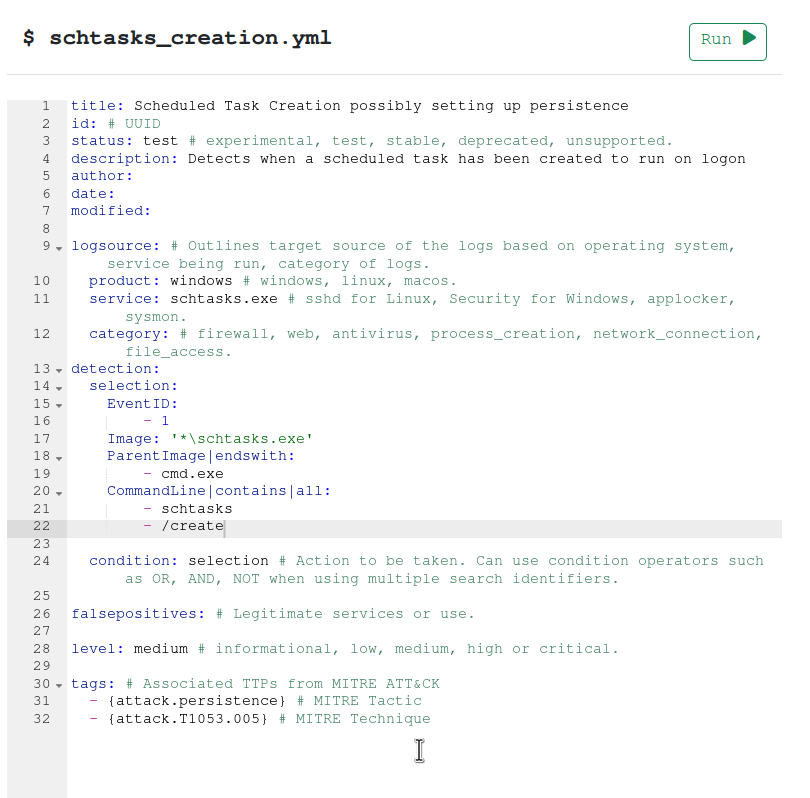 $ schtasks_creation.yml
Run
1 title: Scheduled Task Creation possibly setting up persistence
2 id: # UUID
3 status: test # experimental, test, stable, deprecated, unsupported.
4 description: Detects when a scheduled task has been created to run on logon
5 author:
6 date:
7 modified:
8
9 logsource: # Outlines target source of the logs based on operating system,
service being run, category of logs.
10 product: windows # windows, linux, macos.
11 service: schtasks.exe # sshd for Linux, Security for Windows, applocker,
sysmon.
12 category: # firewall, web, antivirus, process_creation, network_connection,
file_access.
13 detection:
14 selection:
15 EventID:
16 - 1
17 Image: '*\schtasks.exe'
18 ParentImage|endswith:
19 - cmd.exe
20 CommandLine|contains|all:
21 - schtasks
22 - /create
23
24 condition: selection # Action to be taken. Can use condition operators such
as OR, AND, NOT when using multiple search identifiers.
25
26 falsepositives: # Legitimate services or use.
27
28 level: medium # informational, low, medium, high or critical.
29
30 tags: # Associated TTPs from MITRE ATT&CK
31 - {attack.persistence} # MITRE Tactic
32 - {attack.T1053.005} # MITRE Technique